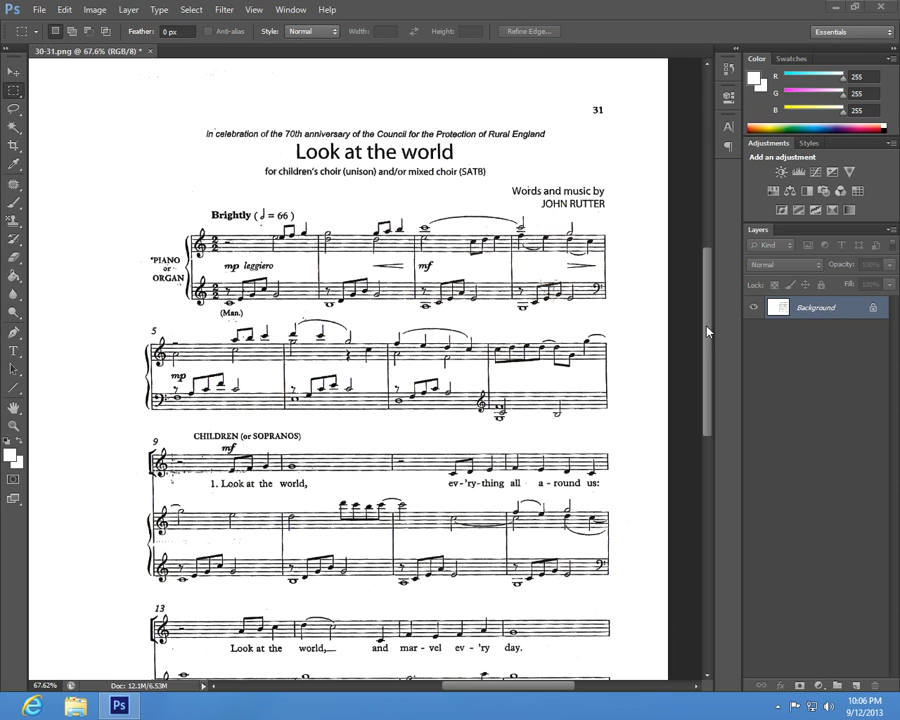 Ps File Edit Image Layer Type Select Filter View Window Help
Feather: 0 px Anti-alias Style: Normal Width: Height: Refine Edge... Essentials
30-31.png @ 67.6% (RGB/8) * ×
Color Swatches
R 255
G 255
B 255
Adjustments Styles
Add an adjustment
Layers
Kind
Normal Opacity: 100%
Lock: Fill: 100%
Background
31
In celebration of the 70th anniversary of the Council for the Protection of Rural England
Look at the world
for children's choir (unison) and/or mixed choir (SATB)
Words and music by
JOHN RUTTER
Brightly ( = 66 )
*PIANO
or
ORGAN
mp leggiero mf
(Man.)
5
mp
9 CHILDREN (or SOPRANOS)
mf
1. Look at the world, ev-'ry-thing all a - round us:
13
Look at the world, and mar - vel ev - 'ry day.
67.62% Doc: 12.1M/6.53M
Ps
10:06 PM
9/12/2013